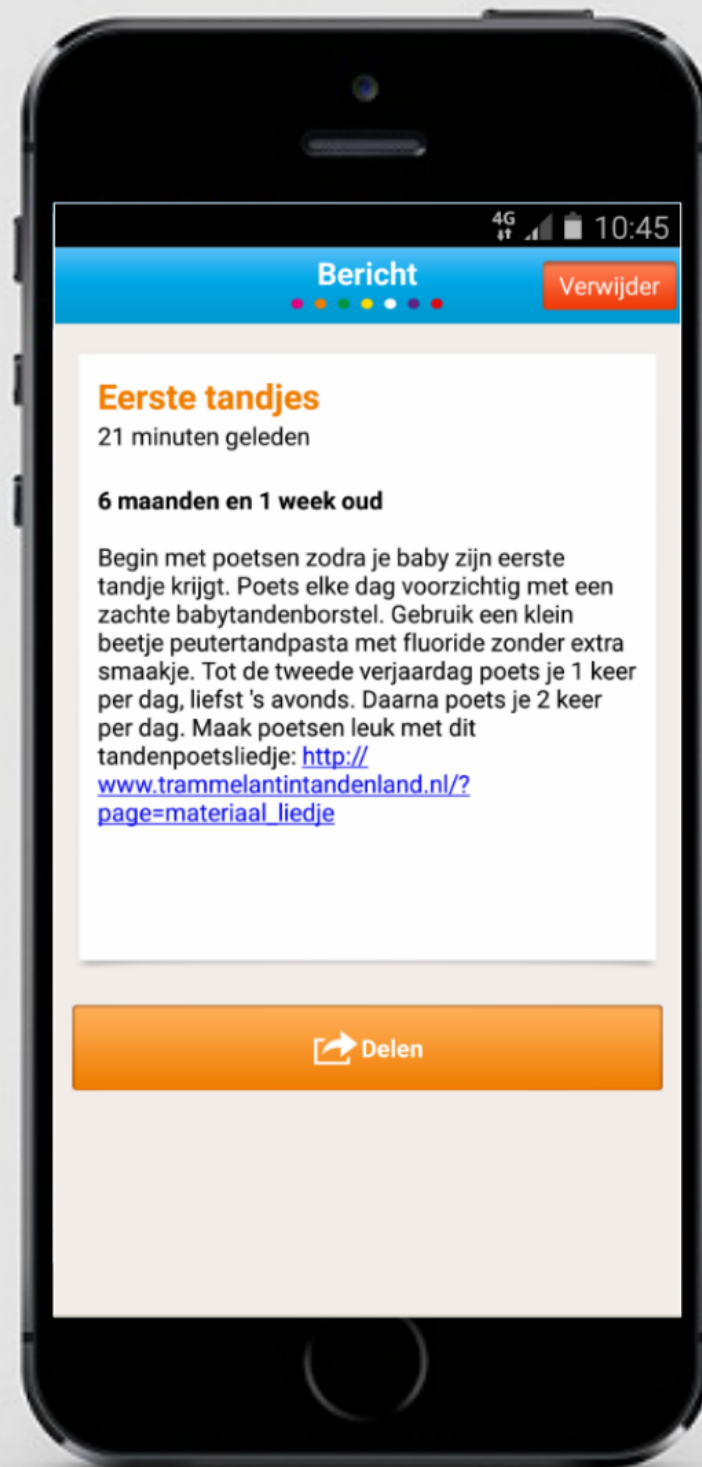 4G 10:45
Bericht
Verwijder
Eerste tandjes
21 minuten geleden
6 maanden en 1 week oud
Begin met poetsen zodra je baby zijn eerste
tandje krijgt. Poets elke dag voorzichtig met een
zachte babytandenborstel. Gebruik een klein
beetje peutertandpasta met fluoride zonder extra
smaakje. Tot de tweede verjaardag poets je 1 keer
per dag, liefst 's avonds. Daarna poets je 2 keer
per dag. Maak poetsen leuk met dit
tandenpoetsliedje: http://
www.trammelantintandenland.nl/?
page=materiaal_liedje
Delen